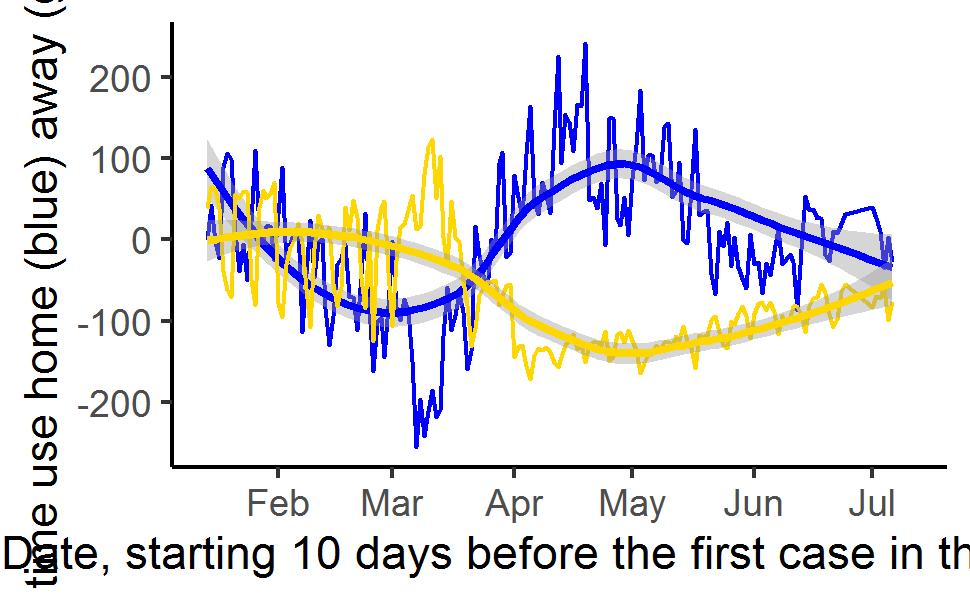 time use home (blue) away (
200
100
0
-100
-200
Feb Mar Apr May Jun Jul
Date, starting 10 days before the first case in th